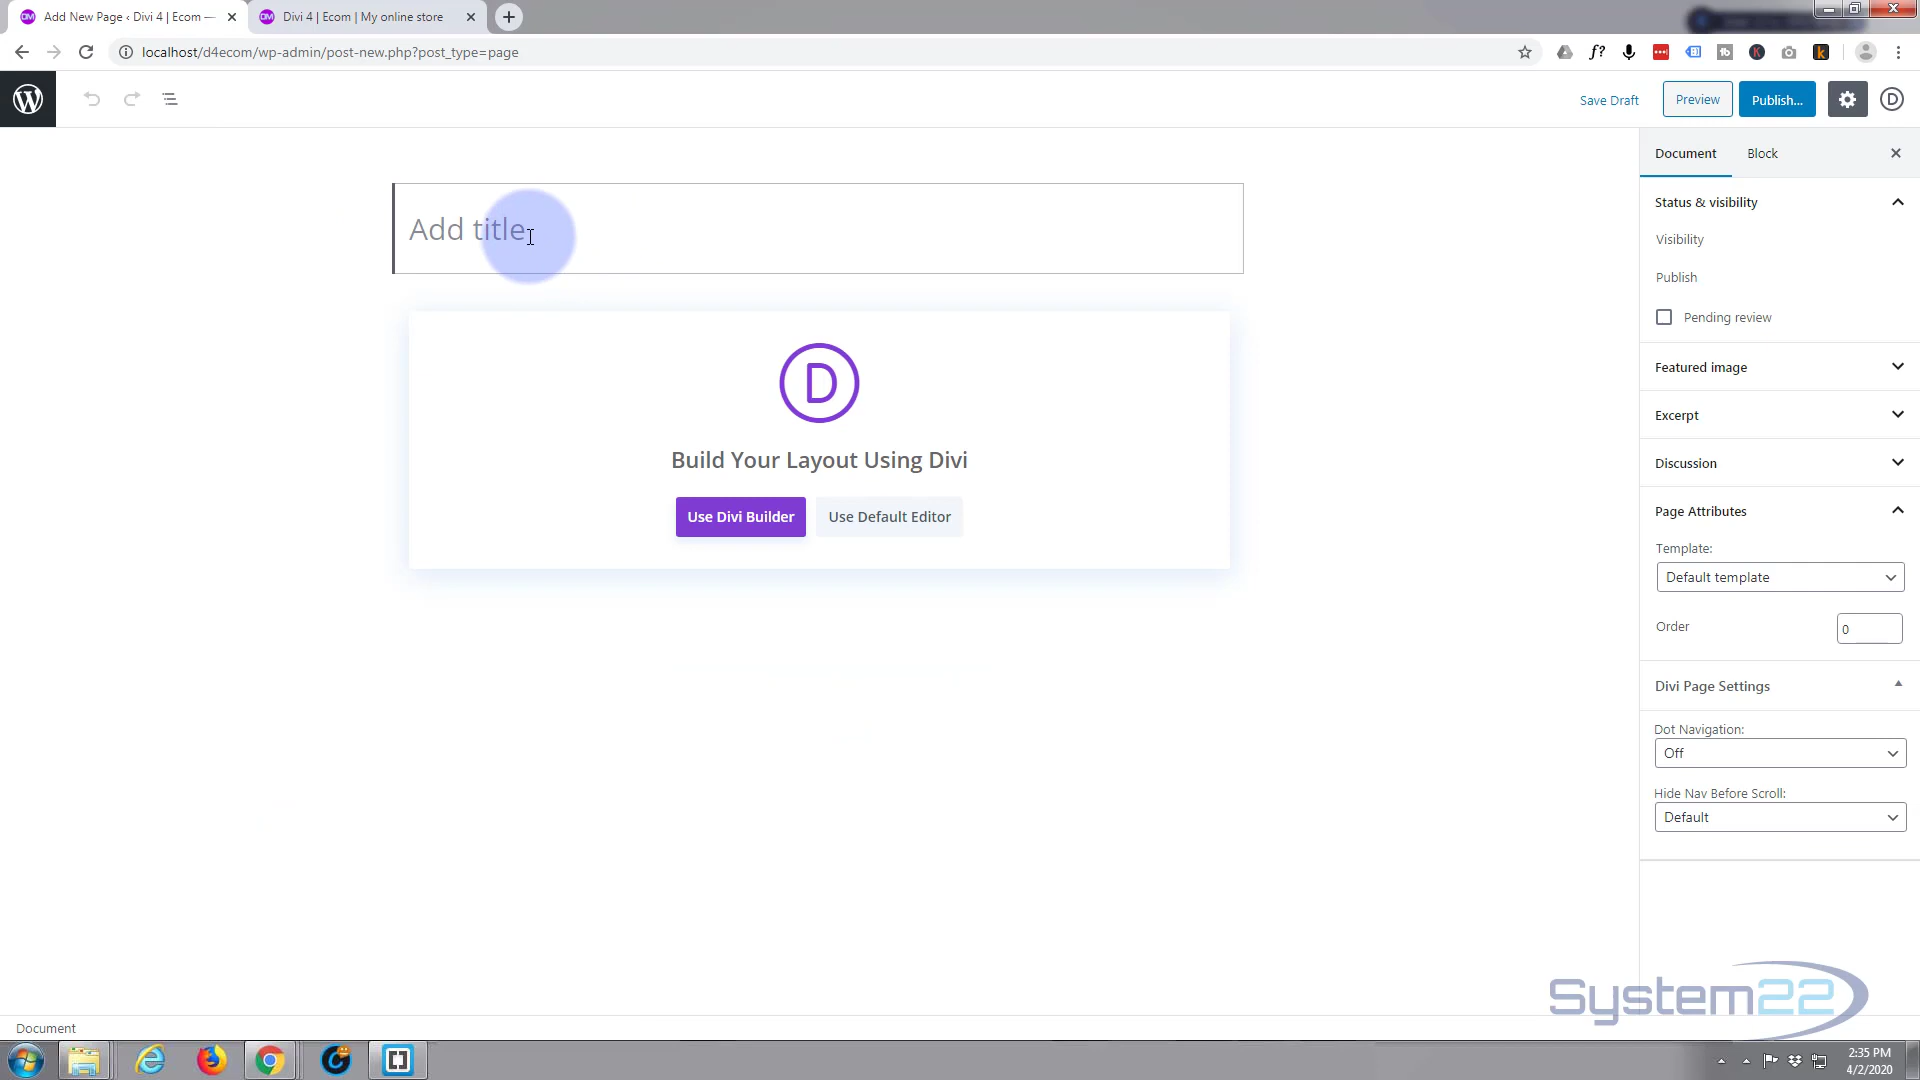 Add New Page ‹ Divi 4 | Ecom —
Divi 4 | Ecom | My online store
localhost/d4ecom/wp-admin/post-new.php?post_type=page
Save Draft
Preview
Publish...
Document
Block
Status & visibility
Visibility
Publish
Pending review
Featured image
Excerpt
Discussion
Page Attributes
Template:
Default template
Order
0
Divi Page Settings
Dot Navigation:
Off
Hide Nav Before Scroll:
Default
Add title
D
Build Your Layout Using Divi
Use Divi Builder
Use Default Editor
System22
Document
2:35 PM
4/2/2020